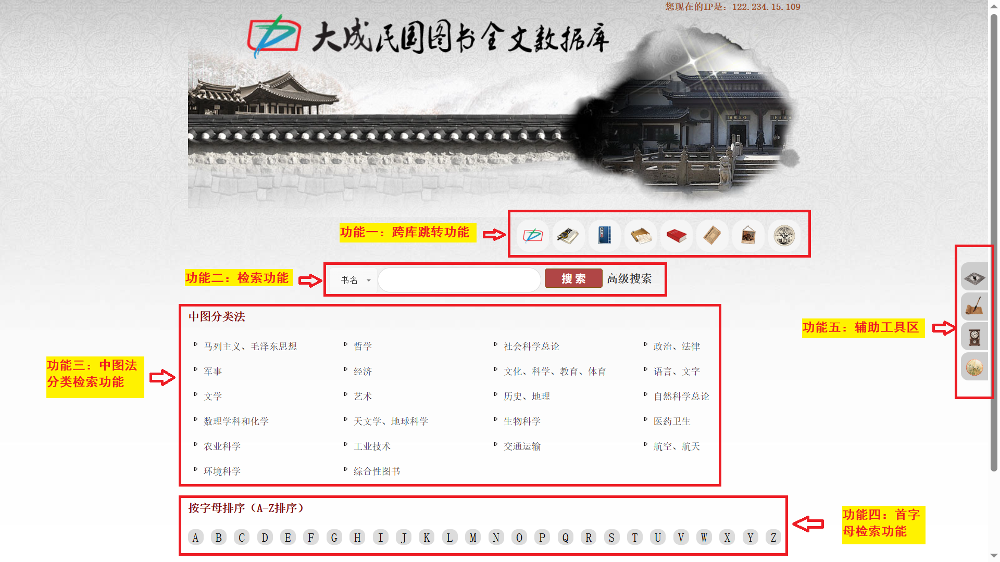 您现在的IP是：122.234.15.109
大成民国图书全文数据库
功能一：跨库跳转功能
功能二：检索功能
书名
搜 索
高级搜索
中图分类法
马列主义、毛泽东思想 哲学 社会科学总论 政治、法律
军事 经济 文化、科学、教育、体育 语言、文字
文学 艺术 历史、地理 自然科学总论
数理学科和化学 天文学、地球科学 生物科学 医药卫生
农业科学 工业技术 交通运输 航空、航天
环境科学 综合性图书
功能三：中图法
分类检索功能
功能五：辅助工具区
按字母排序（A-Z排序）
A B C D E F G H I J K L M N O P Q R S T U V W X Y Z
功能四：首字
母检索功能